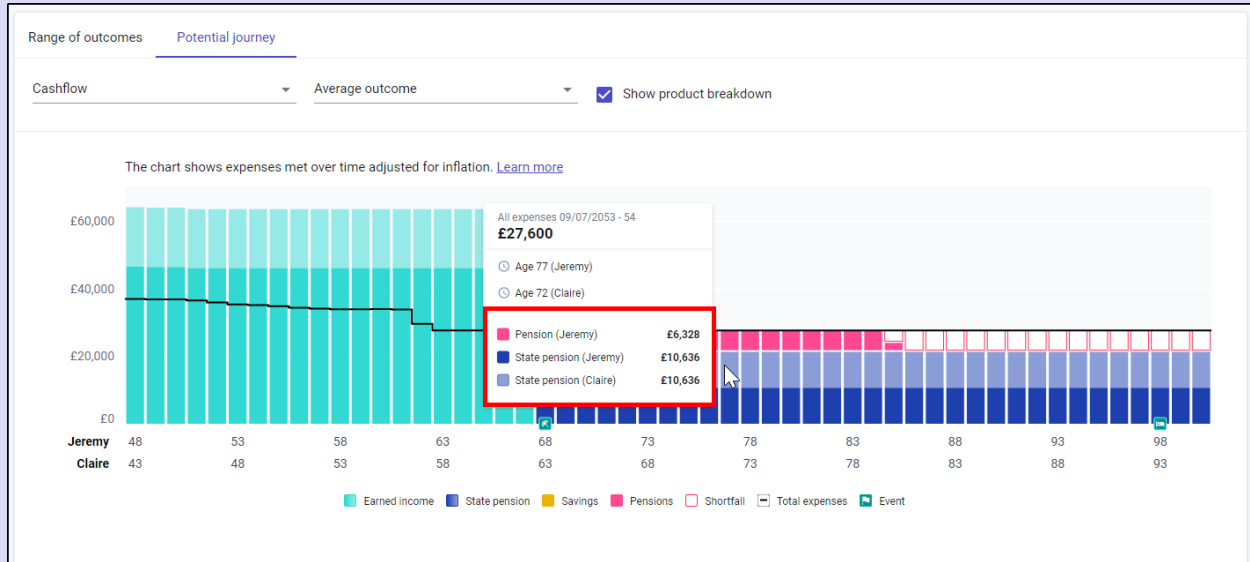 Range of outcomes Potential journey
Cashflow Average outcome Show product breakdown
The chart shows expenses met over time adjusted for inflation. Learn more
£60,000
£40,000
£20,000
£0
All expenses 09/07/2053 - 54
£27,600
Age 77 (Jeremy)
Age 72 (Claire)
Pension (Jeremy) £6,328
State pension (Jeremy) £10,636
State pension (Claire) £10,636
Jeremy 48 53 58 63 68 73 78 83 88 93 98
Claire 43 48 53 58 63 68 73 78 83 88 93
Earned income State pension Savings Pensions Shortfall Total expenses Event